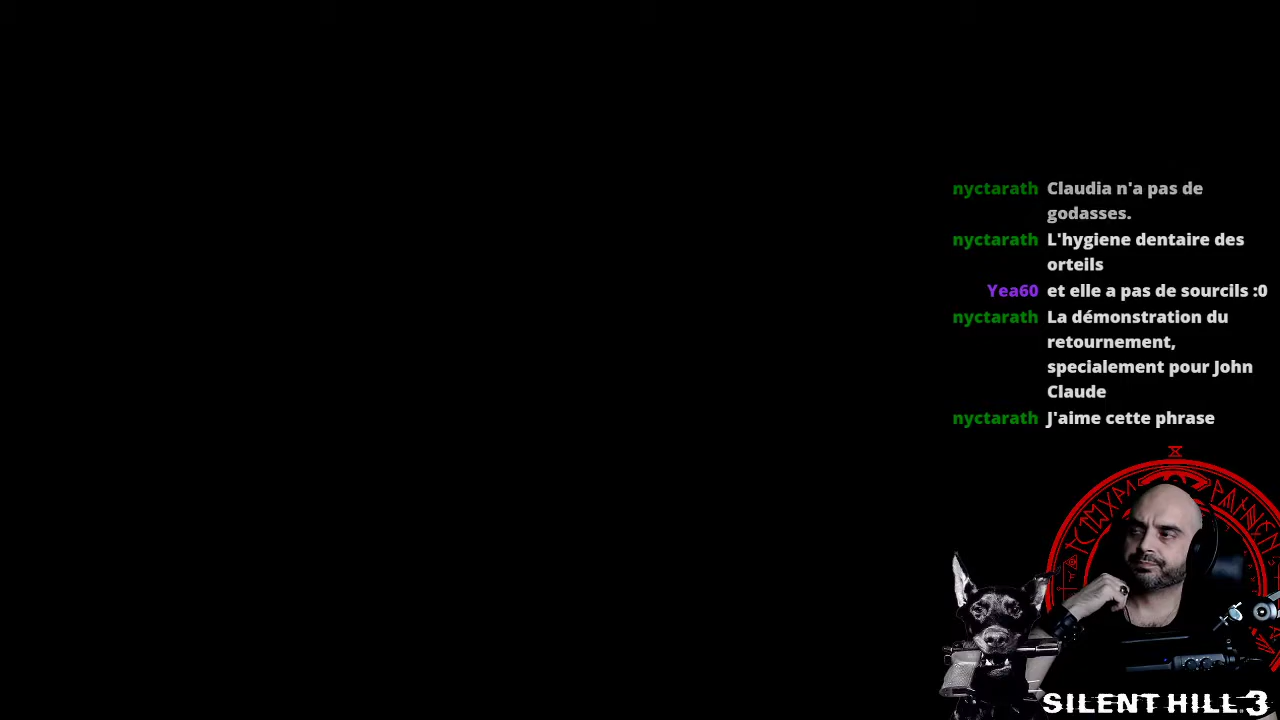 nyctarath Claudia n'a pas de
godasses.
nyctarath L'hygiene dentaire des
orteils
Yea60 et elle a pas de sourcils :0
nyctarath La démonstration du
retournement,
specialement pour John
Claude
nyctarath J'aime cette phrase
SILENT HILL 3